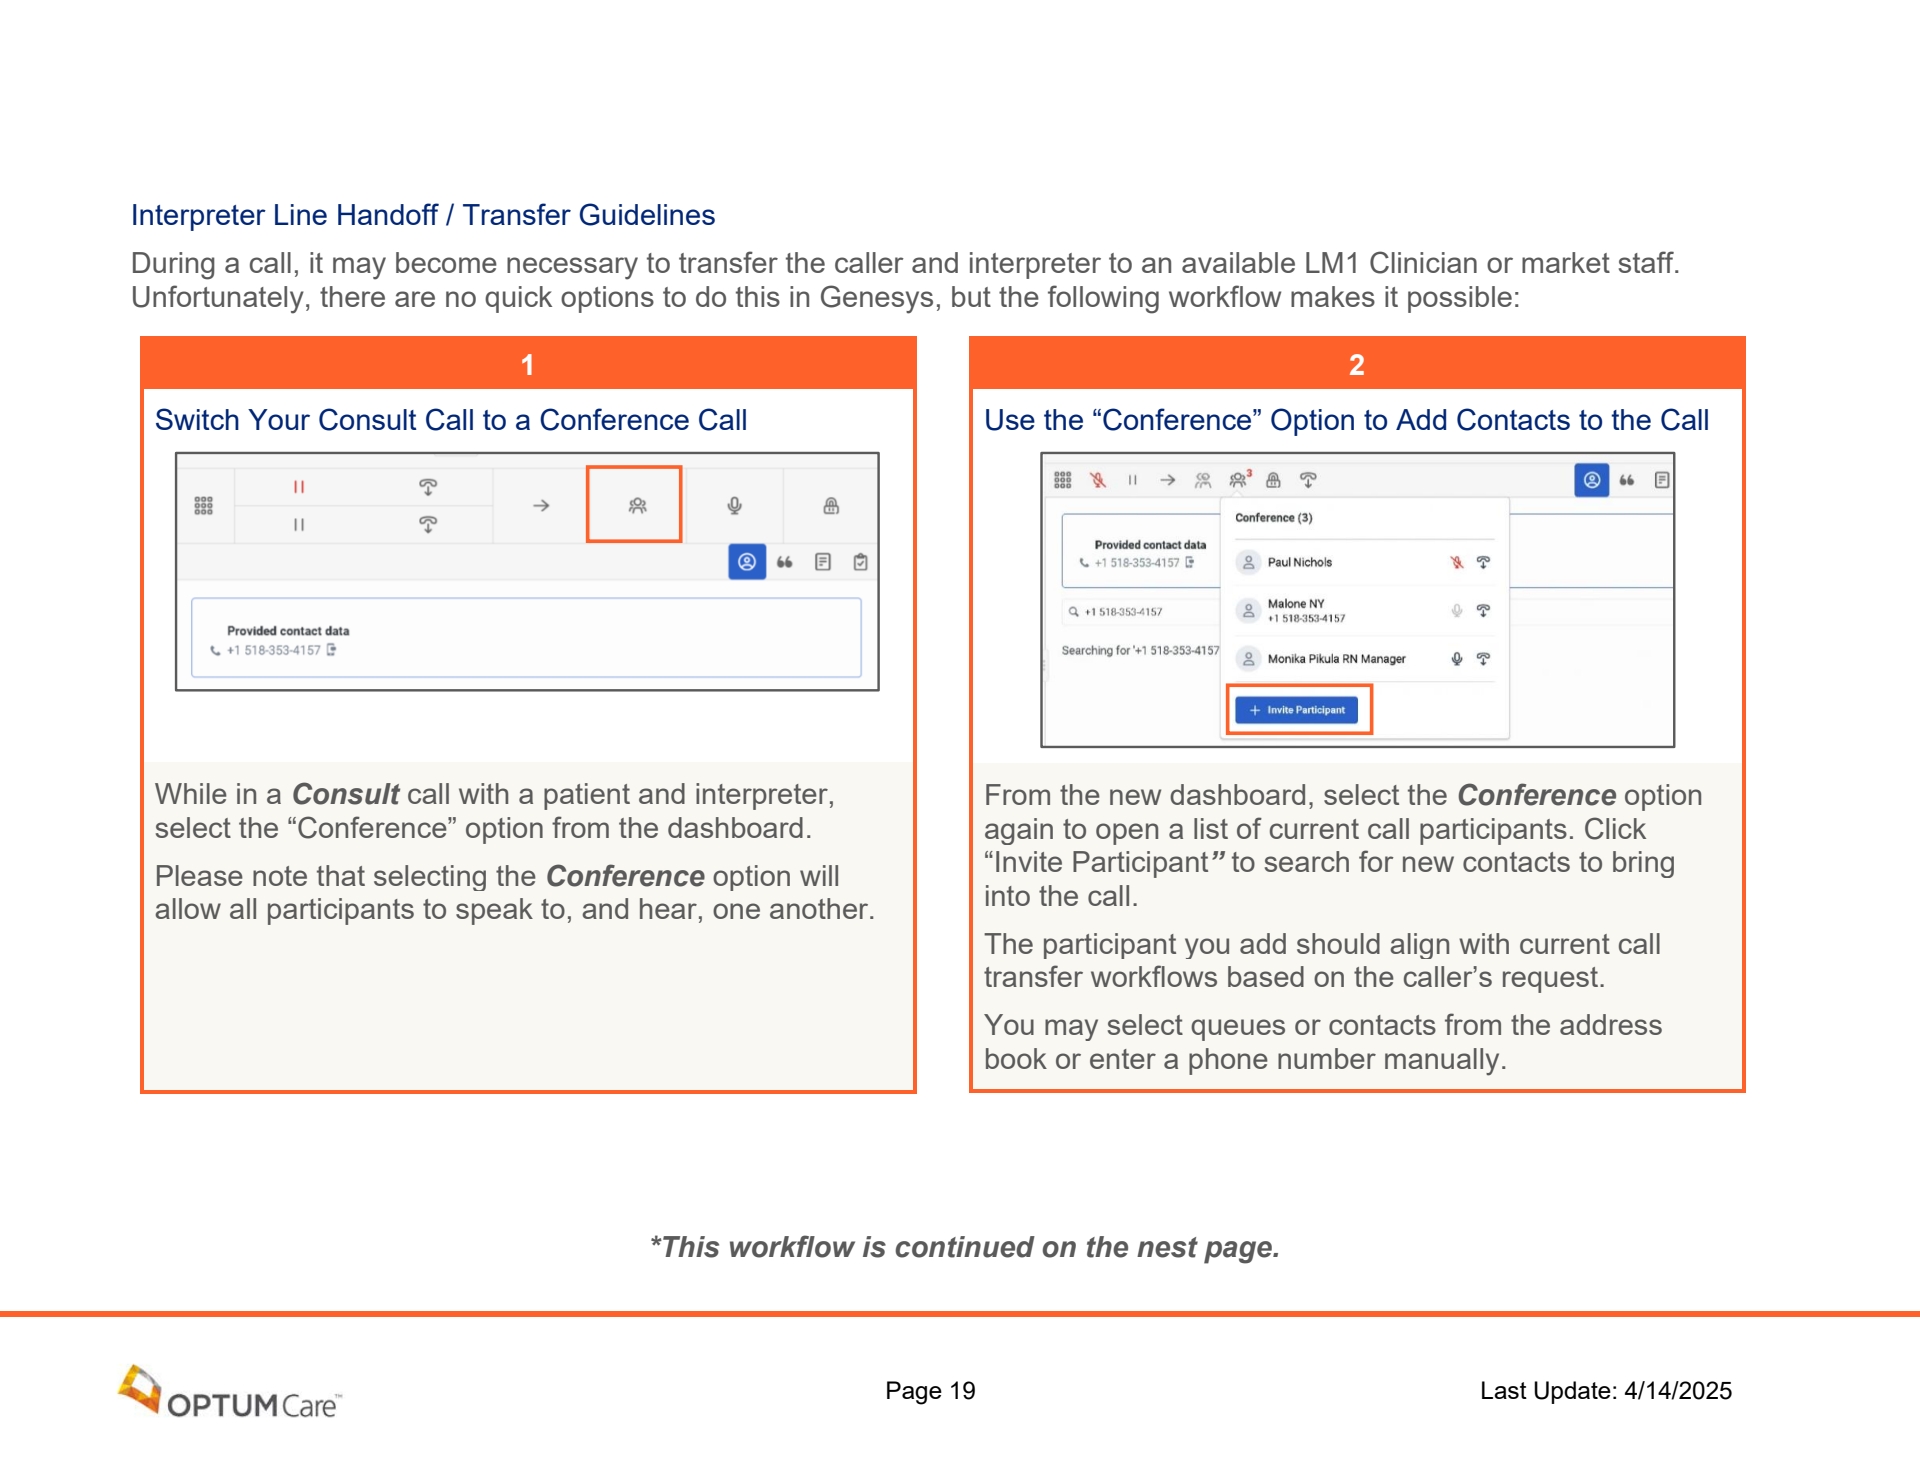 Interpreter Line Handoff / Transfer Guidelines
During a call, it may become necessary to transfer the caller and interpreter to an available LM1 Clinician or market staff.
Unfortunately, there are no quick options to do this in Genesys, but the following workflow makes it possible:
1
Switch Your Consult Call to a Conference Call
Provided contact data
+1 518-353-4157
While in a Consult call with a patient and interpreter,
select the “Conference” option from the dashboard.
Please note that selecting the Conference option will
allow all participants to speak to, and hear, one another.
2
Use the “Conference” Option to Add Contacts to the Call
3
Provided contact data
+1 518-353-4157
+1 518-353-4157
Searching for '+1 518-353-4157
Conference (3)
Paul Nichols
Malone NY
+1 518-353-4157
Monika Pikula RN Manager
+ Invite Participant
From the new dashboard, select the Conference option
again to open a list of current call participants. Click
“Invite Participant” to search for new contacts to bring
into the call.
The participant you add should align with current call
transfer workflows based on the caller’s request.
You may select queues or contacts from the address
book or enter a phone number manually.
*This workflow is continued on the nest page.
OPTUM Care™
Page 19
Last Update: 4/14/2025